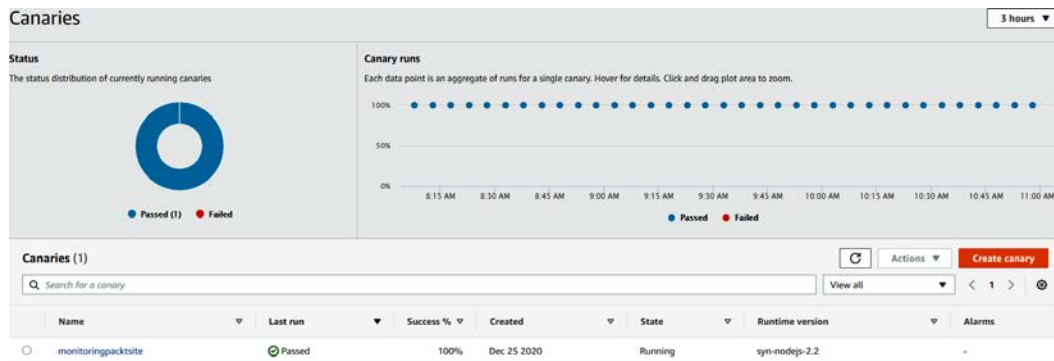 Canaries
3 hours
Status
The status distribution of currently running canaries
Passed (1) Failed
Canary runs
Each data point is an aggregate of runs for a single canary. Hover for details. Click and drag plot area to zoom.
100%
50%
0%
8:15 AM 8:30 AM 8:45 AM 9:00 AM 9:15 AM 9:30 AM 9:45 AM 10:00 AM 10:15 AM 10:30 AM 10:45 AM 11:00 AM
Passed Failed
Canaries (1)
Actions
Create canary
Search for a canary
View all
1
Name Last run Success % Created State Runtime version Alarms
monitoringpacktsite Passed 100% Dec 25 2020 Running syn-nodejs-2.2 -